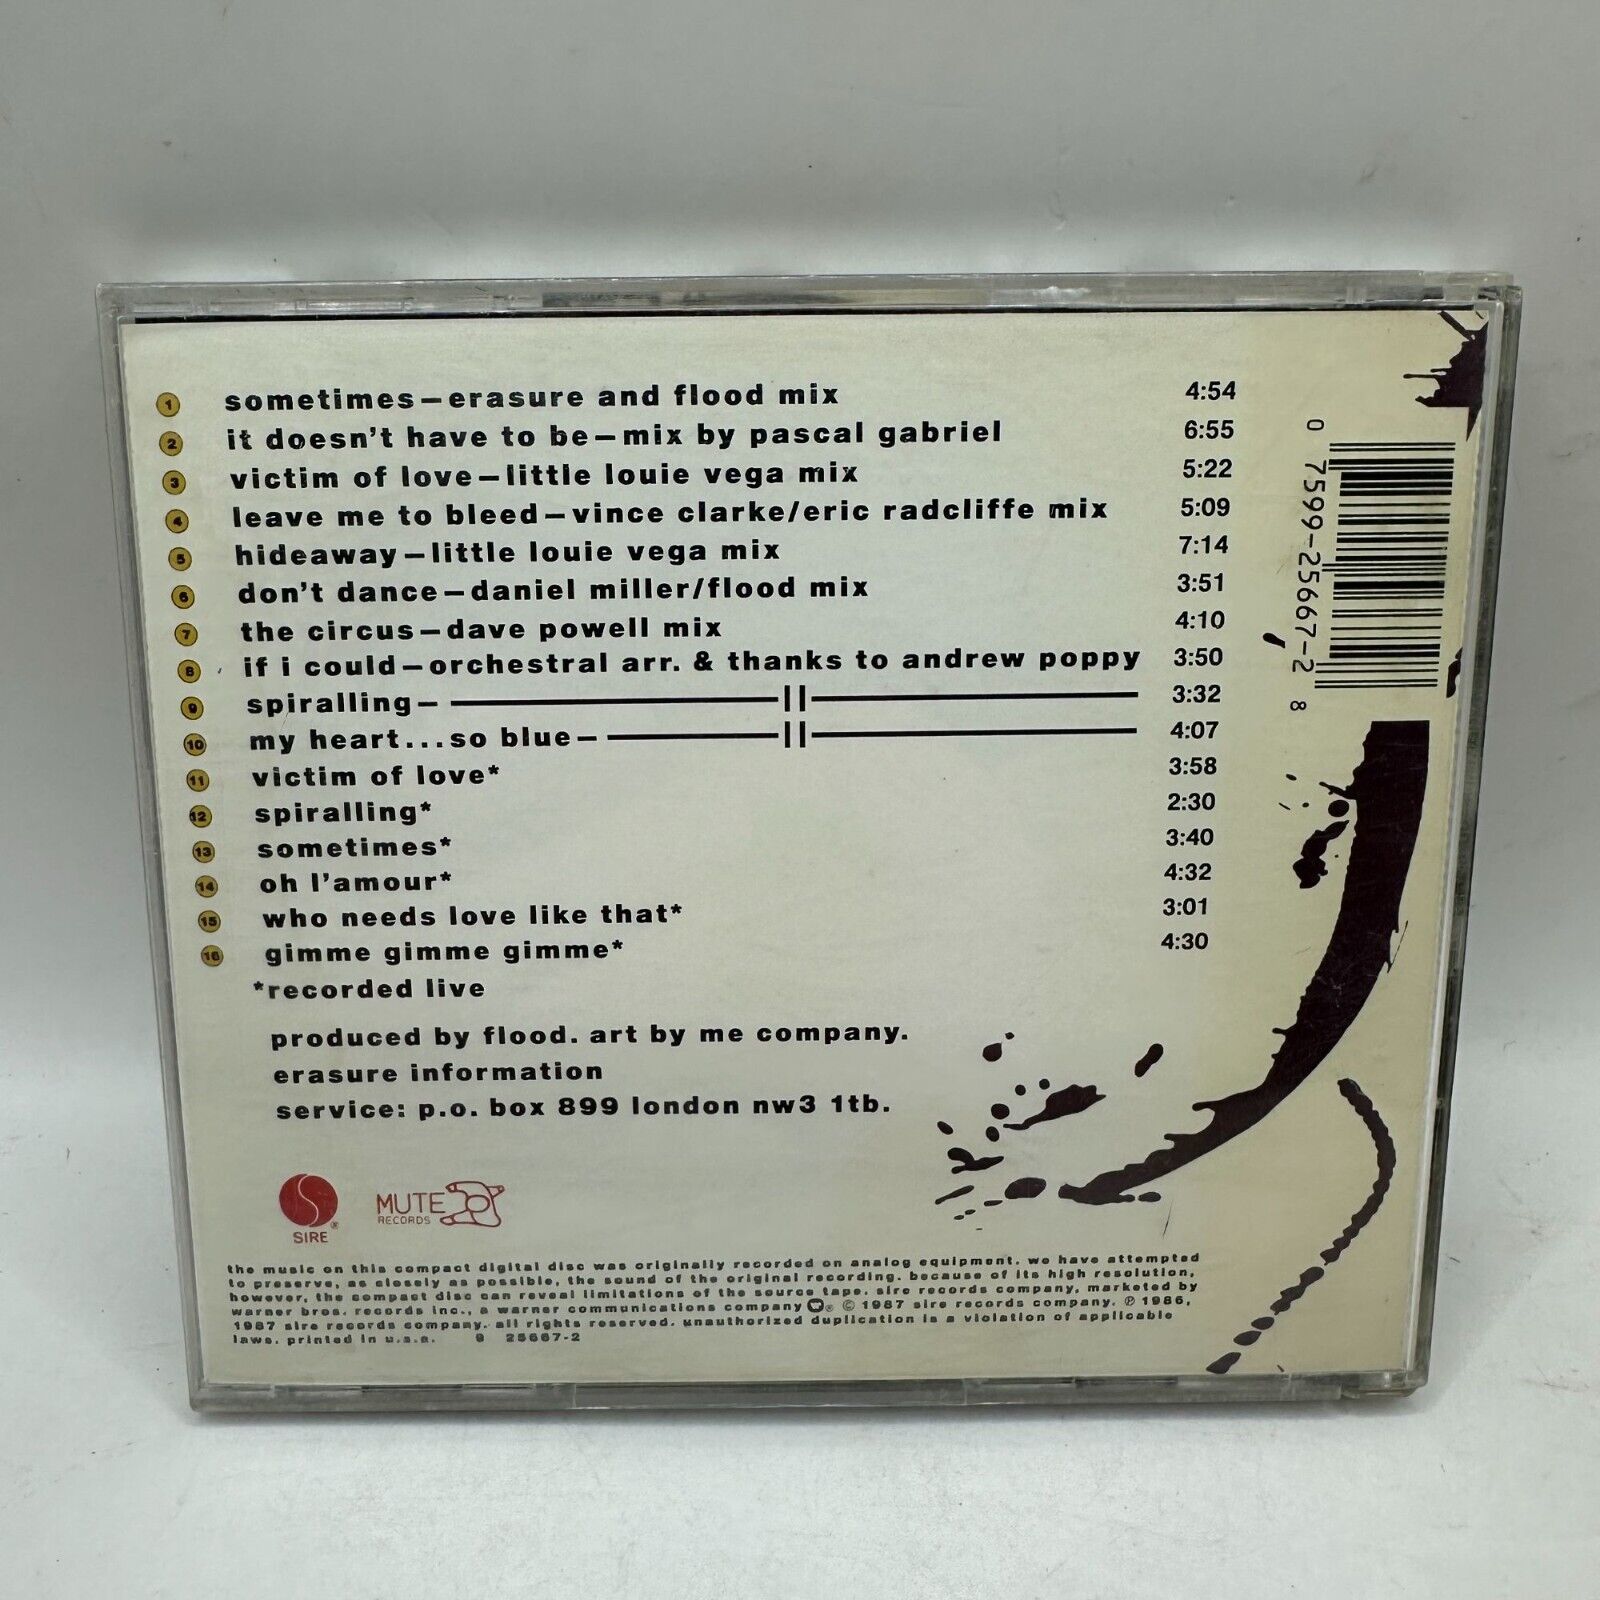 1 sometimes—erasure and flood mix 4:54
2 it doesn't have to be—mix by pascal gabriel 6:55
3 victim of love—little louie vega mix 5:22
4 leave me to bleed—vince clarke/eric radcliffe mix 5:09
5 hideaway—little louie vega mix 7:14
6 don't dance—daniel miller/flood mix 3:51
7 the circus—dave powell mix 4:10
8 if i could—orchestral arr. & thanks to andrew poppy 3:50
9 spiralling— || 3:32
10 my heart...so blue— || 4:07
11 victim of love* 3:58
12 spiralling* 2:30
13 sometimes* 3:40
14 oh l'amour* 4:32
15 who needs love like that* 3:01
16 gimme gimme gimme* 4:30
*recorded live
produced by flood. art by me company.
erasure information
service: p.o. box 899 london nw3 1tb.
0 7599-25667-2 8
SIRE ®
MUTE
RECORDS
the music on this compact digital disc was originally recorded on analog equipment. we have attempted
to preserve, as closely as possible, the sound of the original recording. because of its high resolution,
however, the compact disc can reveal limitations of the source tape. sire records company, marketed by
warner bros. records inc., a warner communications company ® © 1987 sire records company. ℗ 1986,
1987 sire records company. all rights reserved. unauthorized duplication is a violation of applicable
laws. printed in u.s.a. 9 25667-2